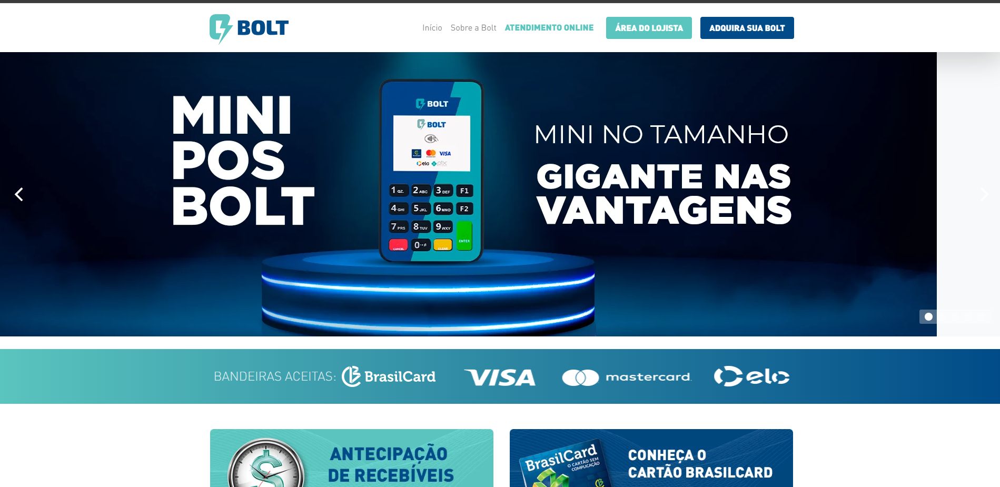 BOLT
Início
Sobre a Bolt
ATENDIMENTO ONLINE
ÁREA DO LOJISTA
ADQUIRA SUA BOLT
MINI
POS
BOLT
BOLT
BOLT
VISA
elo
pix
1 QZ. 2 ABC 3 DEF F1
4 GHI 5 JKL 6 MNO F2
7 PRS 8 TUV 9 WXY
ENTER
CANCEL 0 CLEAR
MINI NO TAMANHO
GIGANTE NAS
VANTAGENS
BANDEIRAS ACEITAS: BrasilCard VISA mastercard elo
ANTECIPAÇÃO
DE RECEBÍVEIS
BrasilCard
O CARTÃO SEM
COMPLICAÇÃO
CONHEÇA O
CARTÃO BRASILCARD